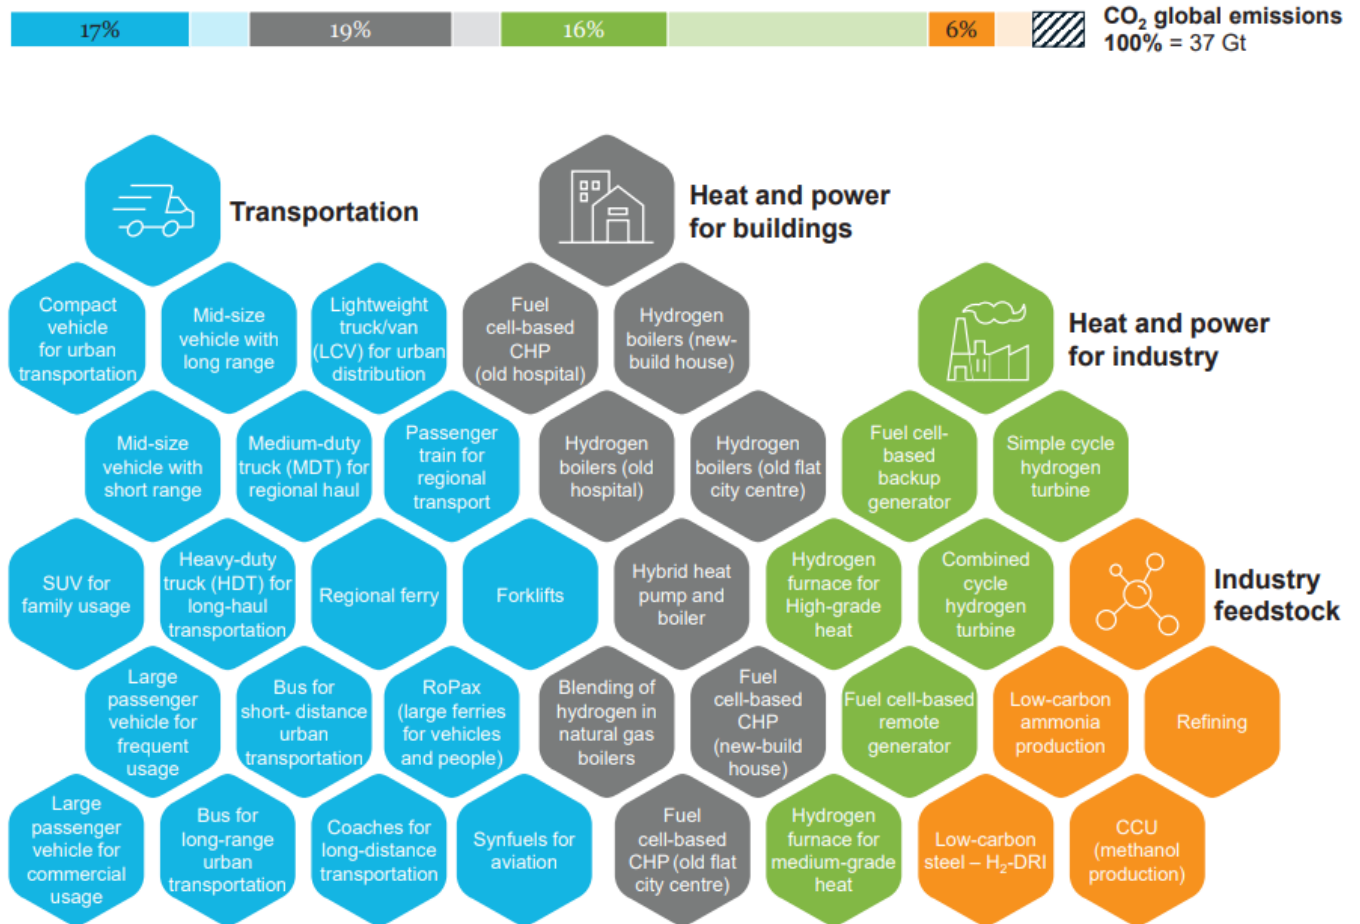 17%
19%
16%
6%
CO₂ global emissions
100% = 37 Gt
Transportation
Heat and power
for buildings
Compact
vehicle
for urban
transportation
Mid-size
vehicle with
long range
Lightweight
truck/van
(LCV) for urban
distribution
Fuel
cell-based
CHP
(old hospital)
Hydrogen
boilers (new-
build house)
Heat and power
for industry
Mid-size
vehicle with
short range
Medium-duty
truck (MDT) for
regional haul
Passenger
train for
regional
transport
Hydrogen
boilers (old
hospital)
Hydrogen
boilers (old flat
city centre)
Fuel cell-
based
backup
generator
Simple cycle
hydrogen
turbine
SUV for
family usage
Heavy-duty
truck (HDT) for
long-haul
transportation
Regional ferry
Forklifts
Hybrid heat
pump and
boiler
Hydrogen
furnace for
High-grade
heat
Combined
cycle
hydrogen
turbine
Industry
feedstock
Large
passenger
vehicle for
frequent
usage
Bus for
short- distance
urban
transportation
RoPax
(large ferries
for vehicles
and people)
Blending of
hydrogen in
natural gas
boilers
Fuel
cell-based
CHP
(new-build
house)
Fuel cell-based
remote
generator
Low-carbon
ammonia
production
Refining
Large
passenger
vehicle for
commercial
usage
Bus for
long-range
urban
transportation
Coaches for
long-distance
transportation
Synfuels for
aviation
Fuel
cell-based
CHP (old flat
city centre)
Hydrogen
furnace for
medium-grade
heat
Low-carbon
steel – H₂-DRI
CCU
(methanol
production)